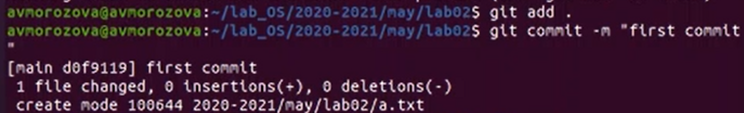 avmorozova@avmorozova:~/lab_OS/2020-2021/may/lab02$ git add .
avmorozova@avmorozova:~/lab_OS/2020-2021/may/lab02$ git commit -m "first commit
"
[main d0f9119] first commit
1 file changed, 0 insertions(+), 0 deletions(-)
create mode 100644 2020-2021/may/lab02/a.txt